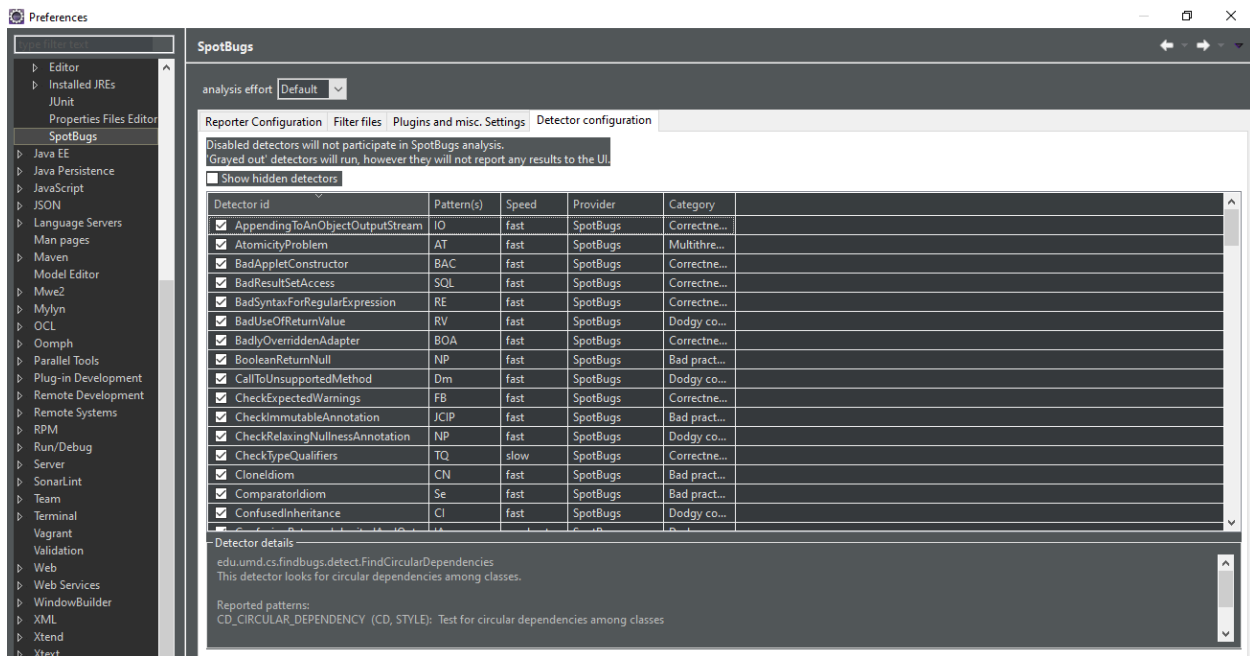 Preferences
type filter text
SpotBugs
Editor
Installed JREs
JUnit
Properties Files Editor
SpotBugs
Java EE
Java Persistence
JavaScript
JSON
Language Servers
Man pages
Maven
Model Editor
Mwe2
Mylyn
OCL
Oomph
Parallel Tools
Plug-in Development
Remote Development
Remote Systems
RPM
Run/Debug
Server
SonarLint
Team
Terminal
Vagrant
Validation
Web
Web Services
WindowBuilder
XML
Xtend
Xtext
analysis effort Default
Reporter Configuration Filter files Plugins and misc. Settings Detector configuration
Disabled detectors will not participate in SpotBugs analysis.
'Grayed out' detectors will run, however they will not report any results to the UI.
Show hidden detectors
Detector id Pattern(s) Speed Provider Category
AppendingToAnObjectOutputStream IO fast SpotBugs Correctne...
AtomicityProblem AT fast SpotBugs Multithre...
BadAppletConstructor BAC fast SpotBugs Correctne...
BadResultSetAccess SQL fast SpotBugs Correctne...
BadSyntaxForRegularExpression RE fast SpotBugs Correctne...
BadUseOfReturnValue RV fast SpotBugs Dodgy co...
BadlyOverriddenAdapter BOA fast SpotBugs Correctne...
BooleanReturnNull NP fast SpotBugs Bad pract...
CallToUnsupportedMethod Dm fast SpotBugs Dodgy co...
CheckExpectedWarnings FB fast SpotBugs Correctne...
CheckImmutableAnnotation JCIP fast SpotBugs Bad pract...
CheckRelaxingNullnessAnnotation NP fast SpotBugs Dodgy co...
CheckTypeQualifiers TQ slow SpotBugs Correctne...
CloneIdiom CN fast SpotBugs Bad pract...
ComparatorIdiom Se fast SpotBugs Bad pract...
ConfusedInheritance CI fast SpotBugs Dodgy co...
Detector details
edu.umd.cs.findbugs.detect.FindCircularDependencies
This detector looks for circular dependencies among classes.
Reported patterns:
CD_CIRCULAR_DEPENDENCY (CD, STYLE): Test for circular dependencies among classes